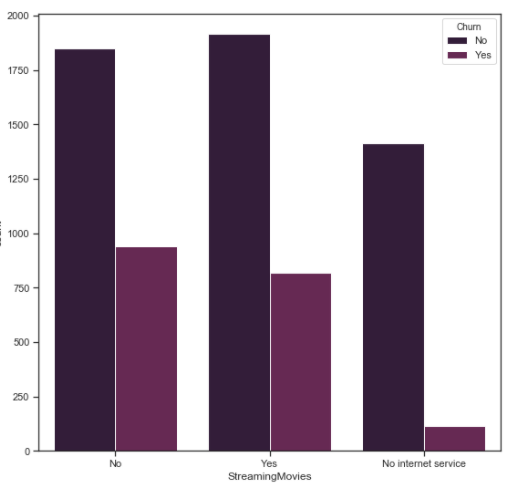 2000
1750
1500
1250
1000
750
500
250
0
Churn
No
Yes
No
Yes
No internet service
StreamingMovies